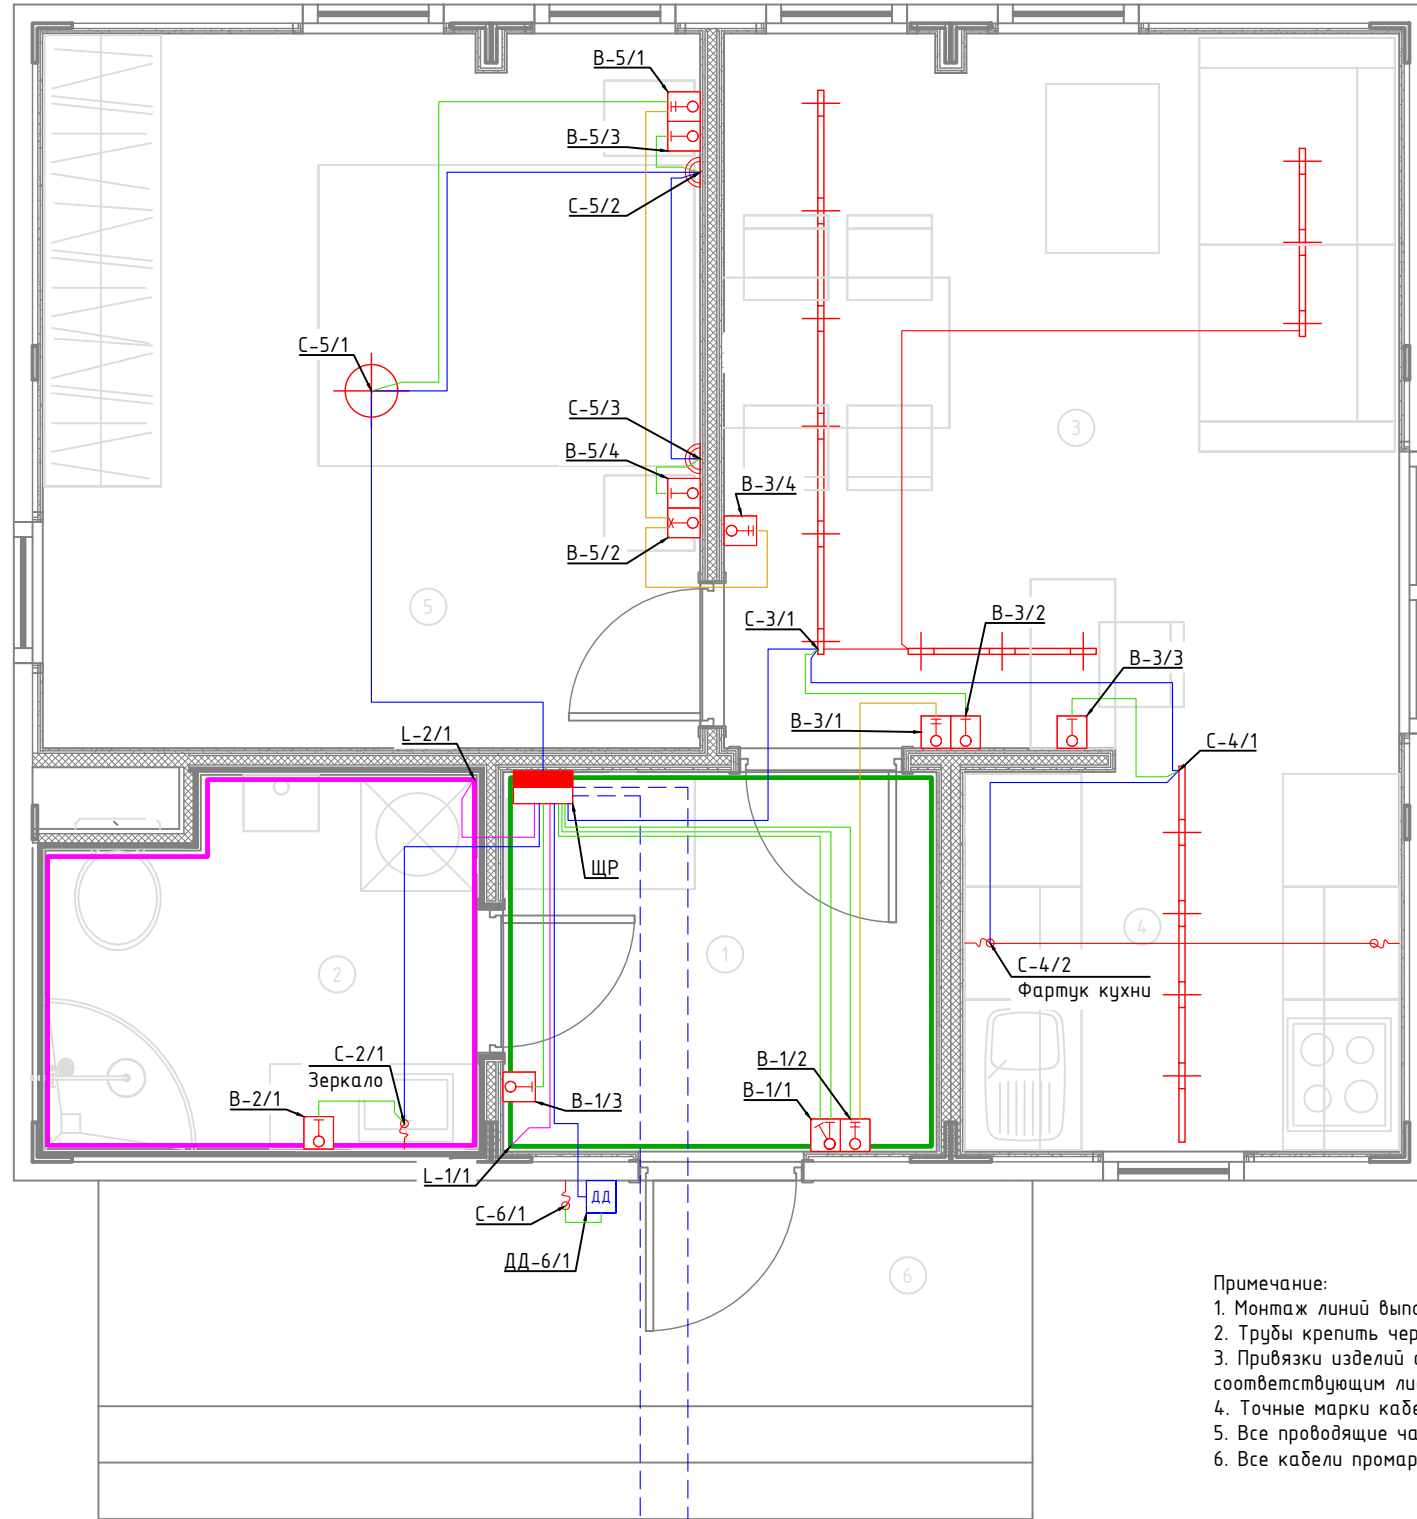 В-5/1
В-5/3
С-5/2
С-5/1
С-5/3
В-5/4
В-5/2
В-3/4
3
5
С-3/1
В-3/2
В-3/3
В-3/1
L-2/1
С-4/1
ЩР
1
2
4
С-4/2
Фартук кухни
С-2/1
Зеркало
В-2/1
В-1/2
В-1/1
В-1/3
L-1/1
С-6/1
ДД
ДД-6/1
6
Примечание:
1. Монтаж линий
2. Трубы крепить
3. Привязки изделий
соответствующим
4. Точные марки
5. Все проводящие
6. Все кабели